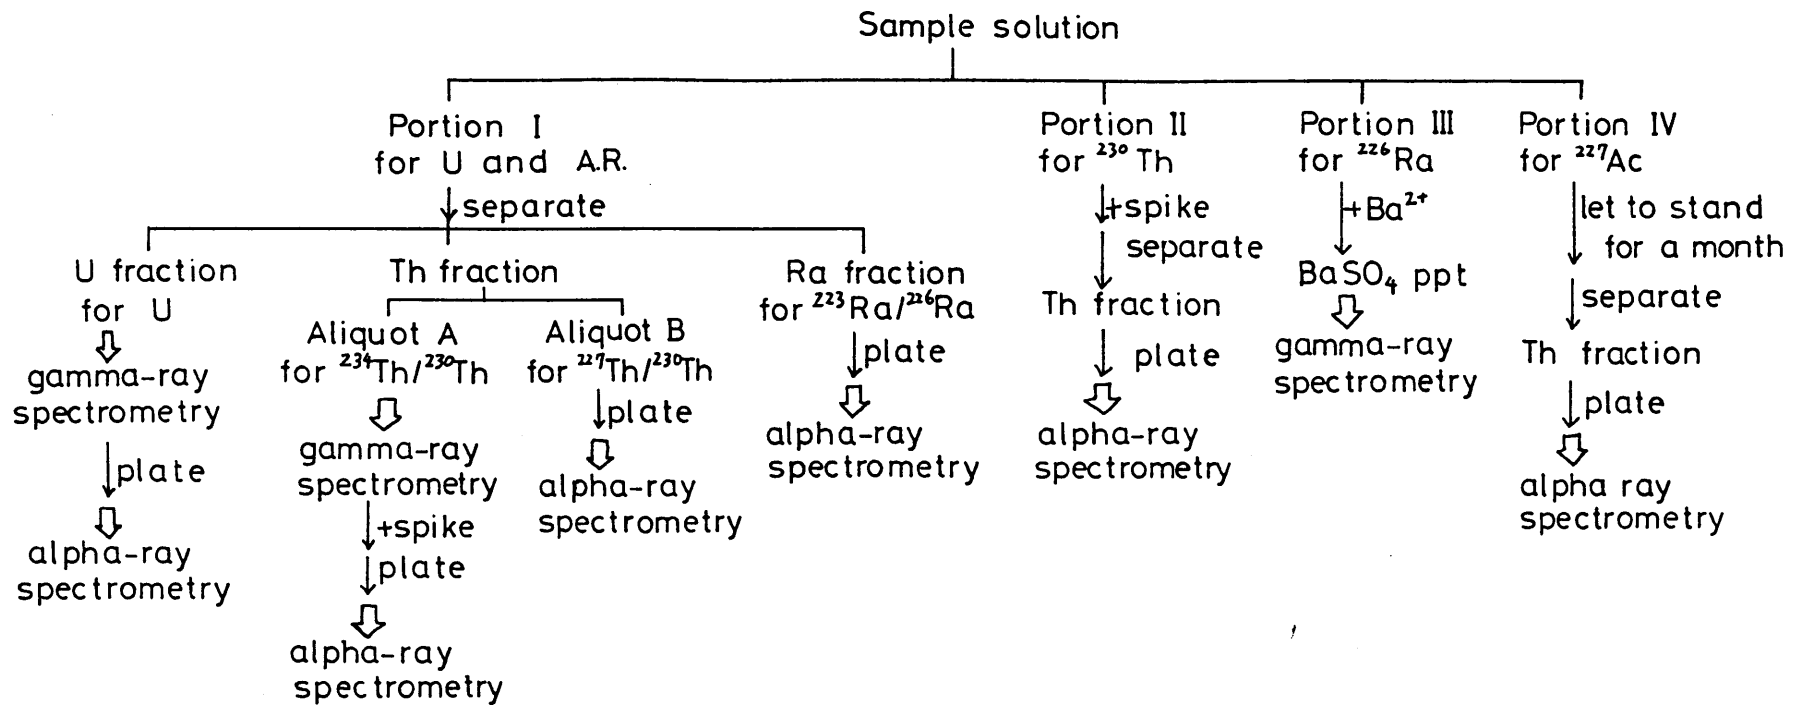 Sample solution
Portion I
for U and A.R.
separate
U fraction
for U
gamma-ray
spectrometry
plate
alpha-ray
spectrometry
Th fraction
Aliquot A
for ²³⁴Th/²³⁰Th
gamma-ray
spectrometry
+spike
plate
alpha-ray
spectrometry
Aliquot B
for ²²⁷Th/²³⁰Th
plate
alpha-ray
spectrometry
Ra fraction
for ²²³Ra/²²⁶Ra
plate
alpha-ray
spectrometry
Portion II
for ²³⁰Th
+spike
separate
Th fraction
plate
alpha-ray
spectrometry
Portion III
for ²²⁶Ra
+Ba²⁺
BaSO₄ ppt
gamma-ray
spectrometry
Portion IV
for ²²⁷Ac
let to stand
for a month
separate
Th fraction
plate
alpha ray
spectrometry